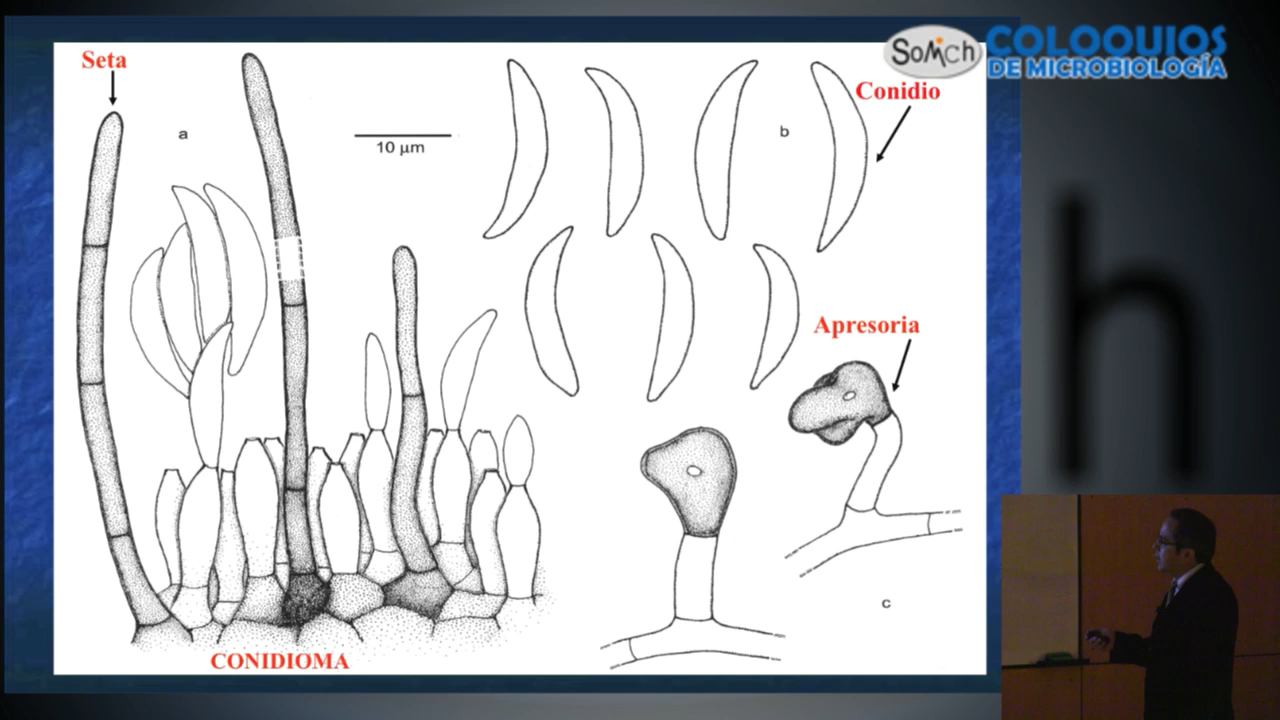 Seta
a
10 µm
b
SOMch
COLOQUIOS
DE MICROBIOLOGÍA
Conidio
Apresoria
c
CONIDIOMA
h